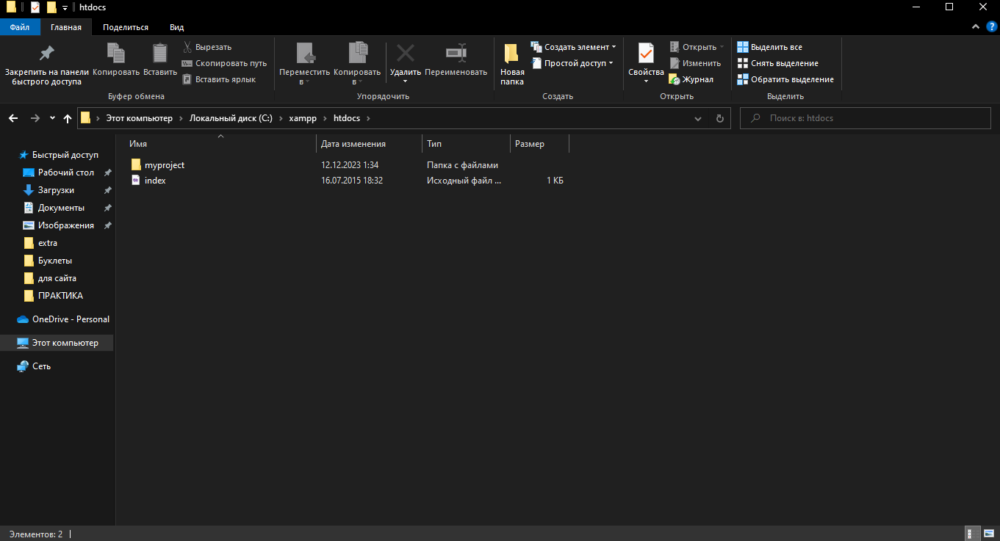 htdocs
Файл Главная Поделиться Вид
Закрепить на панели быстрого доступа
Копировать
Вставить
Вырезать
Скопировать путь
Вставить ярлык
Буфер обмена
Переместить в
Копировать в
Удалить
Переименовать
Упорядочить
Новая папка
Создать элемент
Простой доступ
Создать
Свойства
Открыть
Изменить
Журнал
Открыть
Выделить все
Снять выделение
Обратить выделение
Выделить
Этот компьютер > Локальный диск (C:) > xampp > htdocs >
Поиск в: htdocs
Имя Дата изменения Тип Размер
myproject 12.12.2023 1:34 Папка с файлами
index 16.07.2015 18:32 Исходный файл ... 1 КБ
Быстрый доступ
Рабочий стол
Загрузки
Документы
Изображения
extra
Буклеты
для сайта
ПРАКТИКА
OneDrive - Personal
Этот компьютер
Сеть
Элементов: 2